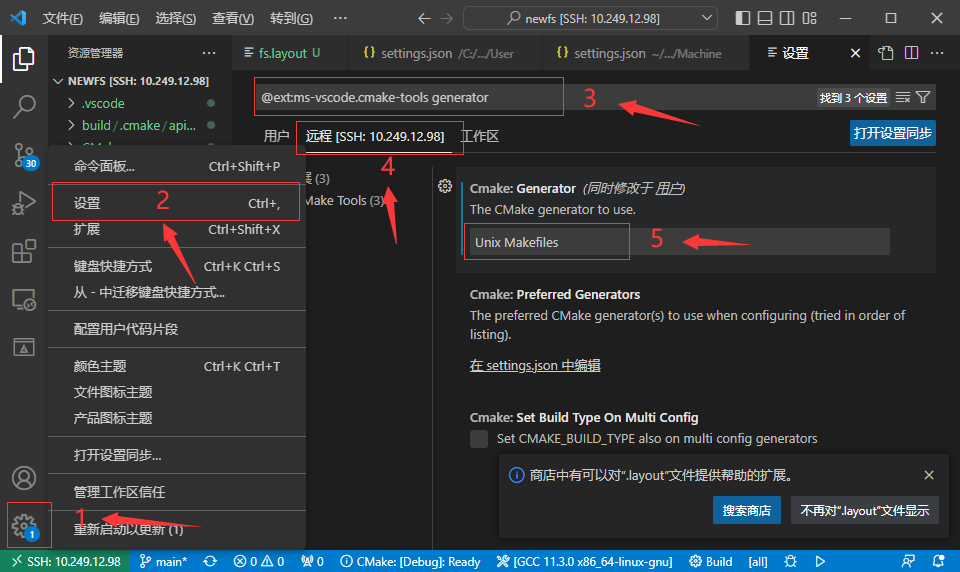 文件(F) 编辑(E) 选择(S) 查看(V) 转到(G) ··· newfs [SSH: 10.249.12.98]
资源管理器 ···
fs.layout U
settings.json /C:/.../User
settings.json ~/.../Machine
设置
NEWFS [SSH: 10.249.12.98]
.vscode
build/.cmake/api...
@ext:ms-vscode.cmake-tools generator
3
找到 3 个设置
用户
远程 [SSH: 10.249.12.98]
工作区
打开设置同步
4
展 (3)
Make Tools (3)
30
命令面板... Ctrl+Shift+P
设置 2 Ctrl+,
扩展 Ctrl+Shift+X
键盘快捷方式 Ctrl+K Ctrl+S
从 - 中迁移键盘快捷方式...
配置用户代码片段
颜色主题 Ctrl+K Ctrl+T
文件图标主题
产品图标主题
打开设置同步...
管理工作区信任
重新启动以更新 (1)
1
1
Cmake: Generator (同时修改于 用户)
The CMake generator to use.
Unix Makefiles
5
Cmake: Preferred Generators
The preferred CMake generator(s) to use when configuring (tried in order of
listing).
在 settings.json 中编辑
Cmake: Set Build Type On Multi Config
Set CMAKE_BUILD_TYPE also on multi config generators
商店中有可以对“.layout”文件提供帮助的扩展。
搜索商店
不再对“.layout”文件显示
SSH: 10.249.12.98 main* 0 0 0 CMake: [Debug]: Ready [GCC 11.3.0 x86_64-linux-gnu] Build [all]